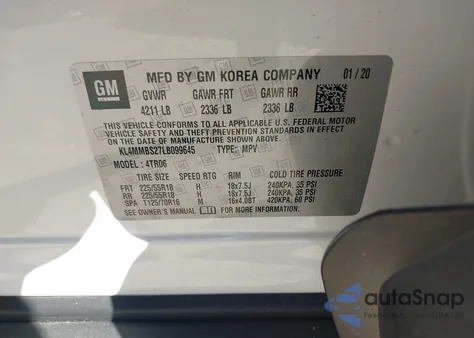 GM
MFD BY GM KOREA COMPANY 01/20
GVWR GAWR FRT GAWR RR
4211 LB 2336 LB 2336 LB
THIS VEHICLE CONFORMS TO ALL APPLICABLE U.S. FEDERAL MOTOR
VEHICLE SAFETY AND THEFT PREVENTION STANDARDS IN EFFECT ON THE
DATE OF MANUFACTURE SHOWN ABOVE.
KL4MMBS27LB099645 TYPE: MPV
MODEL: 4TR06
TIRE SIZE SPEED RTG RIM COLD TIRE PRESSURE
FRT 225/55R18 H 18x7.5J 240KPA, 35 PSI
RR 225/55R18 H 18x7.5J 240KPA, 35 PSI
SPA T125/70R16 M 16x4.0BT 420KPA, 60 PSI
SEE OWNER'S MANUAL FOR ADDITIONAL INFORMATION.
autoSnap